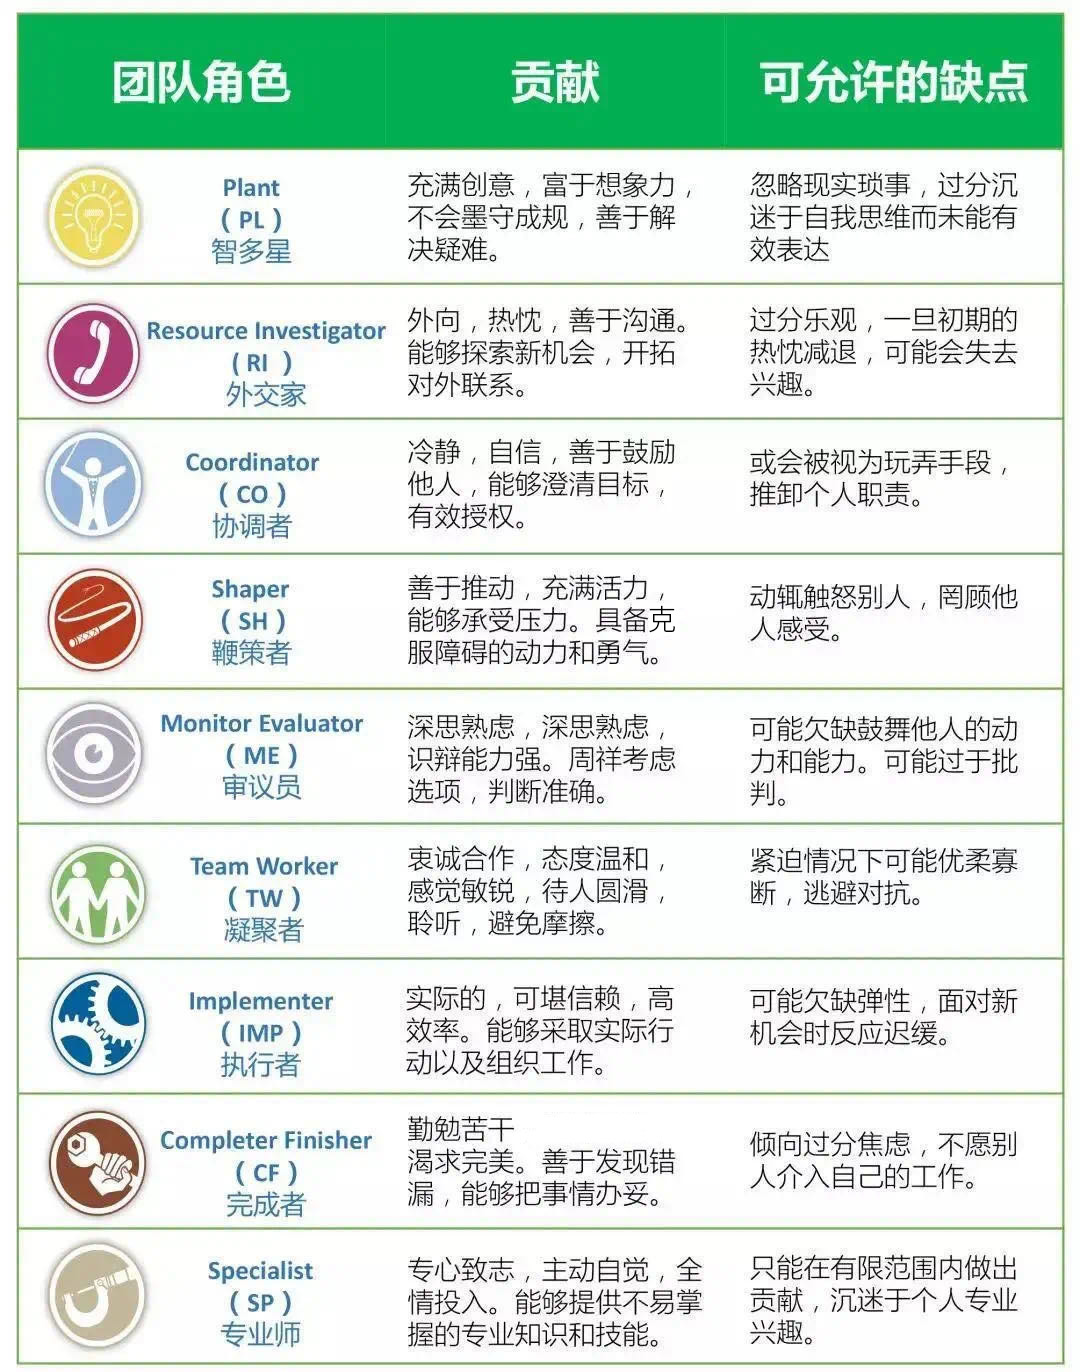 团队角色
贡献
可允许的缺点
Plant
（PL）
智多星
充满创意，富于想象力，
不会墨守成规，善于解
决疑难。
忽略现实琐事，过分沉
迷于自我思维而未能有
效表达
Resource Investigator
（RI ）
外交家
外向，热忱，善于沟通。
能够探索新机会，开拓
对外联系。
过分乐观，一旦初期的
热忱减退，可能会失去
兴趣。
Coordinator
（CO）
协调者
冷静，自信，善于鼓励
他人，能够澄清目标，
有效授权。
或会被视为玩弄手段，
推卸个人职责。
Shaper
（SH）
鞭策者
善于推动，充满活力，
能够承受压力。具备克
服障碍的动力和勇气。
动辄触怒别人，罔顾他
人感受。
Monitor Evaluator
（ME）
审议员
深思熟虑，深思熟虑，
识辩能力强。周祥考虑
选项，判断准确。
可能欠缺鼓舞他人的动
力和能力。可能过于批
判。
Team Worker
（TW）
凝聚者
衷诚合作，态度温和，
感觉敏锐，待人圆滑，
聆听，避免摩擦。
紧迫情况下可能优柔寡
断，逃避对抗。
Implementer
（IMP）
执行者
实际的，可堪信赖，高
效率。能够采取实际行
动以及组织工作。
可能欠缺弹性，面对新
机会时反应迟缓。
Completer Finisher
（CF）
完成者
勤勉苦干
渴求完美。善于发现错
漏，能够把事情办妥。
倾向过分焦虑，不愿别
人介入自己的工作。
Specialist
（SP）
专业师
专心致志，主动自觉，全
情投入。能够提供不易掌
握的专业知识和技能。
只能在有限范围内做出
贡献，沉迷于个人专业
兴趣。